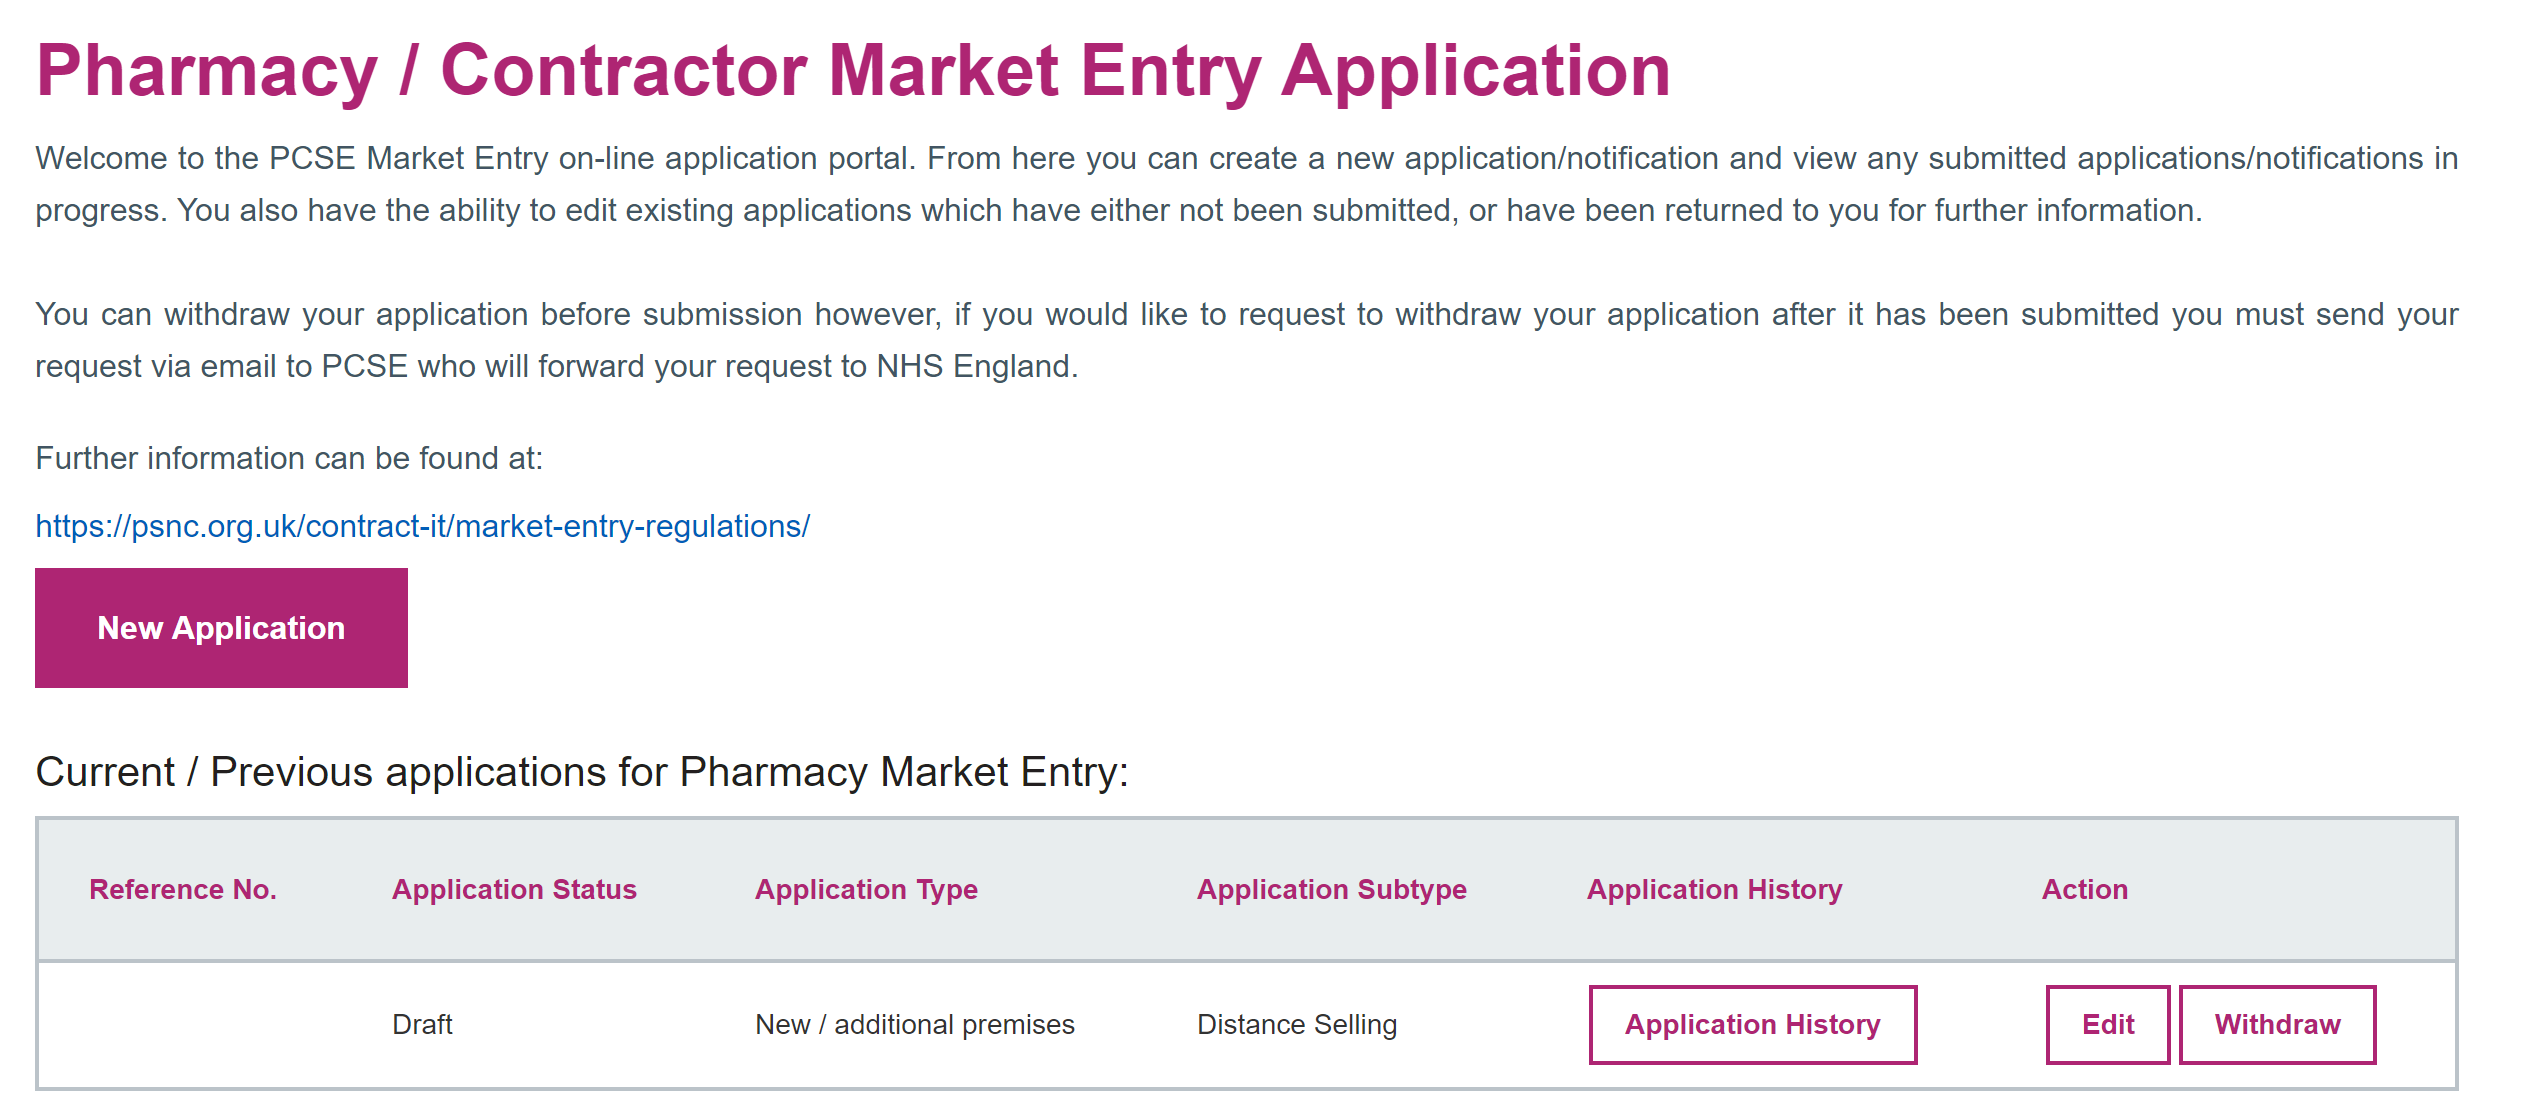 Pharmacy / Contractor Market Entry Application
Welcome to the PCSE Market Entry on-line application portal. From here you can create a new application/notification and view any submitted applications/notifications in
progress. You also have the ability to edit existing applications which have either not been submitted, or have been returned to you for further information.
You can withdraw your application before submission however, if you would like to request to withdraw your application after it has been submitted you must send your
request via email to PCSE who will forward your request to NHS England.
Further information can be found at:
https://psnc.org.uk/contract-it/market-entry-regulations/
New Application
Current / Previous applications for Pharmacy Market Entry:
Reference No. Application Status Application Type Application Subtype Application History Action
Draft New / additional premises Distance Selling Application History Edit Withdraw